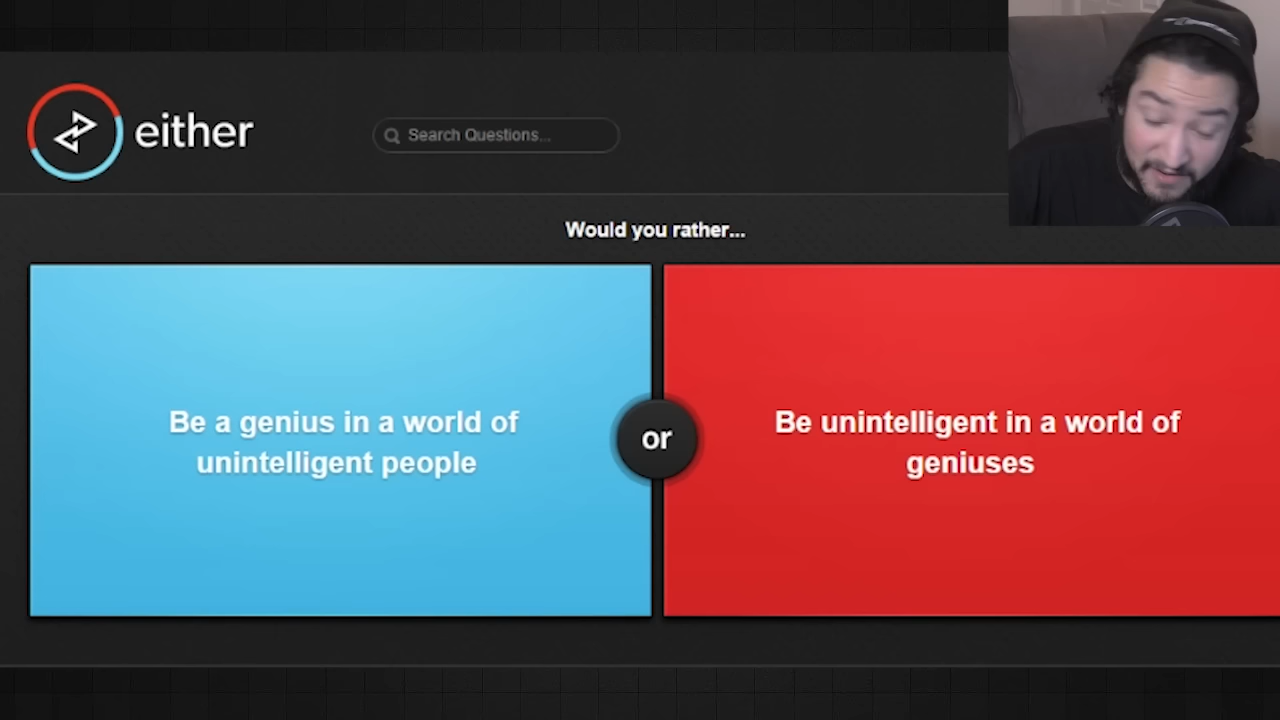 either
Search Questions...
Would you rather...
Be a genius in a world of
unintelligent people
or
Be unintelligent in a world of
geniuses